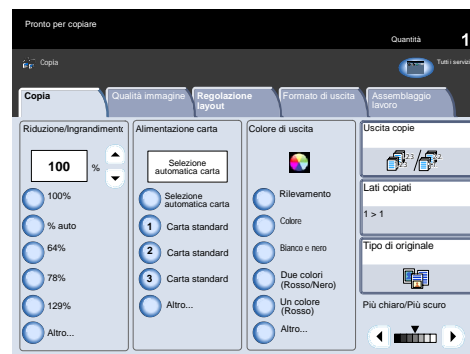 Pronto per copiare
Quantità
1
Copia
Tutti i servizi
Copia
Qualità immagine
Regolazione
layout
Formato di uscita
Assemblaggio
lavoro
Riduzione/Ingrandimento
100
%
100%
% auto
64%
78%
129%
Altro...
Alimentazione carta
Selezione
automatica carta
Selezione
automatica carta
1 Carta standard
2 Carta standard
3 Carta standard
Altro...
Colore di uscita
Rilevamento
Colore
Bianco e nero
Due colori
(Rosso/Nero)
Un colore
(Rosso)
Altro...
Uscita copie
Lati copiati
1 > 1
Tipo di originale
Più chiaro/Più scuro